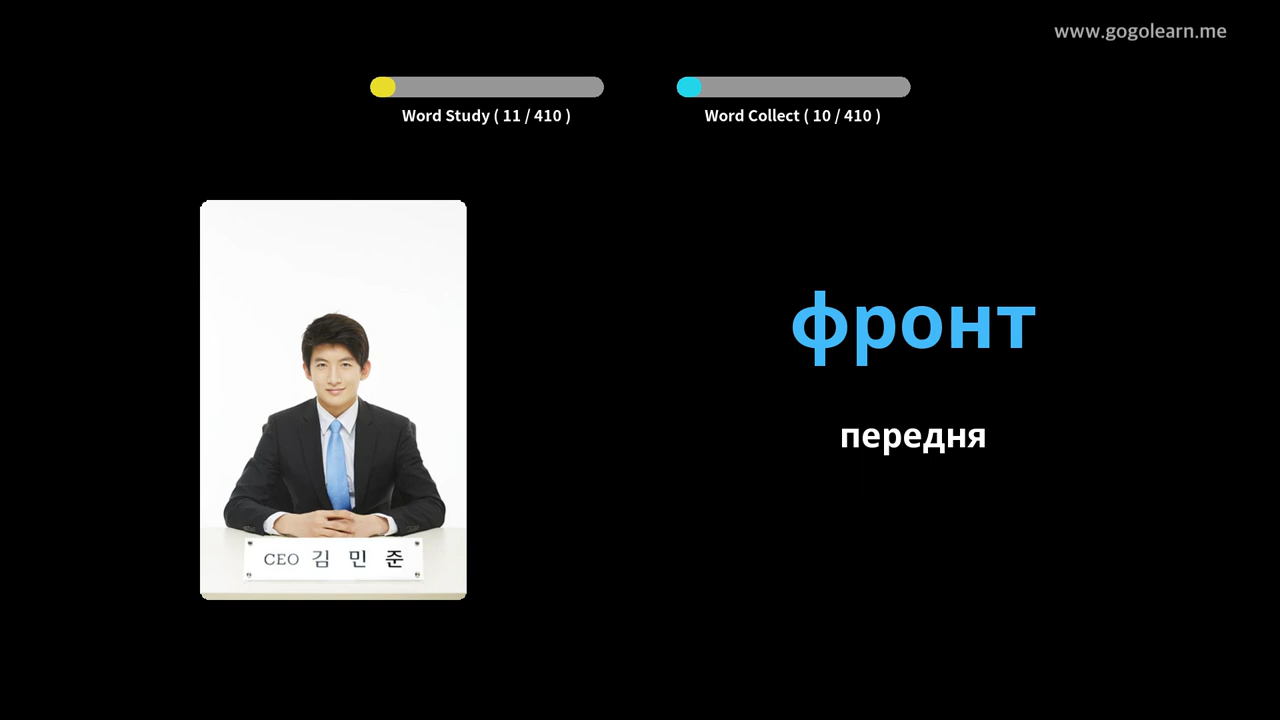 www.gogolearn.me
Word Study ( 11 / 410 )
Word Collect ( 10 / 410 )
фронт
передня
CEO 김 민 준